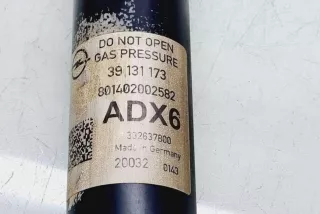 DO NOT OPEN
GAS PRESSURE
39 131 173
801402002582
ADX6
332637800
Made in Germany
20032 0143